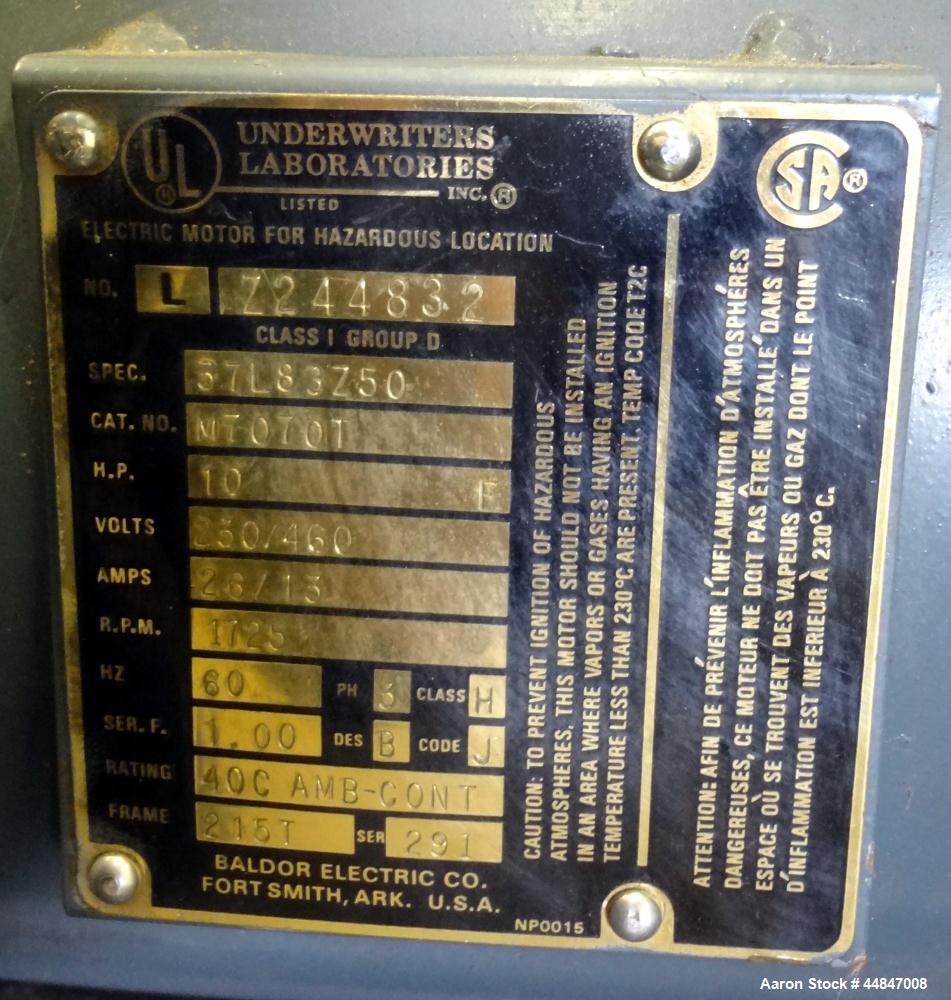 UL ®
UNDERWRITERS
LABORATORIES
INC. ®
LISTED
ELECTRIC MOTOR FOR HAZARDOUS LOCATION
NO. L Z244832
CLASS I GROUP D
SPEC. 37L83Z50
CAT. NO. M7070T
H.P. 10 F
VOLTS 230/460
AMPS 26/13
R.P.M. 1725
HZ 60 PH 3 CLASS H
SER. F. 1.00 DES B CODE J
RATING 40C AMB-CONT
FRAME 215T SER 291
BALDOR ELECTRIC CO.
FORT SMITH, ARK. U.S.A.
NP0015
CAUTION: TO PREVENT IGNITION OF HAZARDOUS
ATMOSPHERES, THIS MOTOR SHOULD NOT BE INSTALLED
IN AN AREA WHERE VAPORS OR GASES HAVING AN IGNITION
TEMPERATURE LESS THAN 230°C ARE PRESENT. TEMP CODE T2C
CSA ®
ATTENTION: AFIN DE PRÉVENIR L'INFLAMMATION D'ATMOSPHÉRES
DANGEREUSES, CE MOTEUR NE DOIT PAS ÊTRE INSTALLÉ DANS UN
ESPACE OÙ SE TROUVENT DES VAPEURS OU GAZ DONT LE POINT
D'INFLAMMATION EST INFERIEUR À 230°C.
Aaron Stock # 44847008